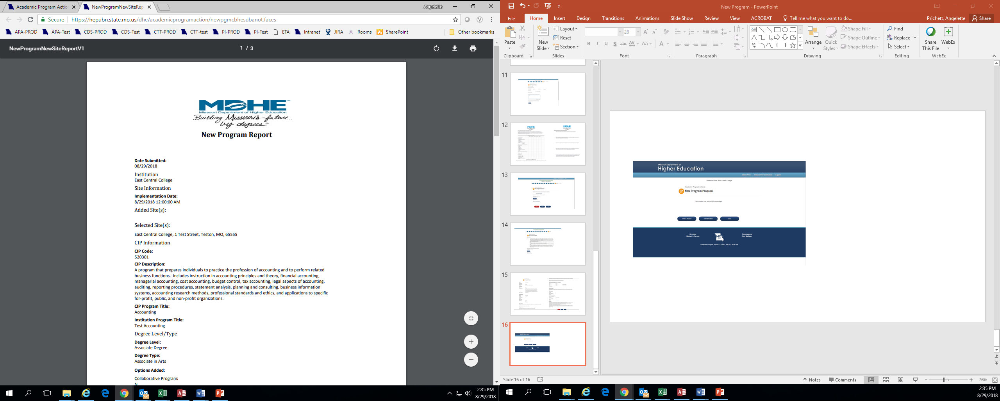 Academic Program Actio
NewProgramNewSiteRep
Angelette
Secure
https://hepubn.state.mo.us/dhe/academicprogramaction/newpgmcbhesubanot.faces
APA-PROD
APA-Test
CDS-PROD
CDS-Test
CTT-PROD
CTT-test
PI-PROD
PI-Test
ETA
Intranet
JIRA
Rooms
SharePoint
Other bookmarks
NewProgramNewSiteReportV1
1 / 3
MDHE™
Missouri Department of Higher Education
Building Missouri's future...
by degrees®
New Program Report
Date Submitted:
08/29/2018
Institution
East Central College
Site Information
Implementation Date:
8/29/2018 12:00:00 AM
Added Site(s):
Selected Site(s):
East Central College, 1 Test Street, Teston, MO, 65555
CIP Information
CIP Code:
520301
CIP Description:
A program that prepares individuals to practice the profession of accounting and to perform related
business functions. Includes instruction in accounting principles and theory, financial accounting,
managerial accounting, cost accounting, budget control, tax accounting, legal aspects of accounting,
auditing, reporting procedures, statement analysis, planning and consulting, business information
systems, accounting research methods, professional standards and ethics, and applications to specific
for-profit, public, and non-profit organizations.
CIP Program Title:
Accounting
Institution Program Title:
Test Accounting
Degree Level/Type
Degree Level:
Associate Degree
Degree Type:
Associate in Arts
Options Added:
Collaborative Program:
N
2:35 PM
8/29/2018
New Program - PowerPoint
File
Home
Insert
Design
Transitions
Animations
Slide Show
Review
View
ACROBAT
Tell me what you want to do...
Prichett, Angelette
Share
Paste
Clipboard
New
Slide
Layout
Reset
Section
Slides
28
B I U S abc AV Aa A
Font
Paragraph
Arrange
Quick
Styles
Shape Fill
Shape Outline
Shape Effects
Drawing
Find
Replace
Select
Editing
Share
This File
WebEx
WebEx
11
12
13
14
15
16
Missouri Department of
Higher Education
Main Menu
Select a New Institution
Logout
Institution name: East Central College
Academic Program Actions:
New Program Proposal
Your request was successfully submitted
Print & Preview
Submit Another
Close
Governor
Michael L. Parson
MO
Commissioner
Zora Mulligan
Slide 16 of 16
Notes
Comments
76%
2:35 PM
8/29/2018